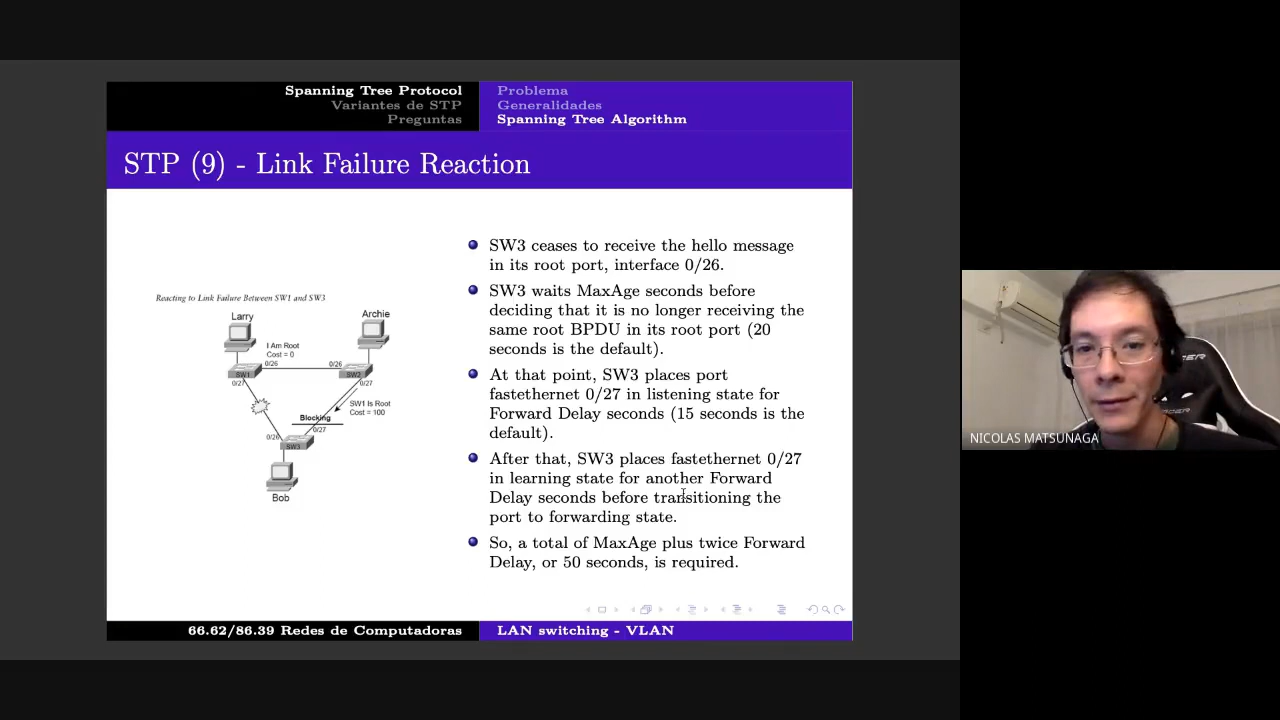 Spanning Tree Protocol
Variantes de STP
Preguntas
Problema
Generalidades
Spanning Tree Algorithm
STP (9) - Link Failure Reaction
Reacting to Link Failure Between SW1 and SW3
Larry
Archie
I Am Root
Cost = 0
0/26
0/26
SW1
SW2
0/27
0/27
SW1 Is Root
Cost = 100
Blocking
0/27
0/26
SW3
Bob
SW3 ceases to receive the hello message
in its root port, interface 0/26.
SW3 waits MaxAge seconds before
deciding that it is no longer receiving the
same root BPDU in its root port (20
seconds is the default).
At that point, SW3 places port
fastethernet 0/27 in listening state for
Forward Delay seconds (15 seconds is the
default).
After that, SW3 places fastethernet 0/27
in learning state for another Forward
Delay seconds before transitioning the
port to forwarding state.
So, a total of MaxAge plus twice Forward
Delay, or 50 seconds, is required.
66.62/86.39 Redes de Computadoras
LAN switching - VLAN
NICOLAS MATSUNAGA